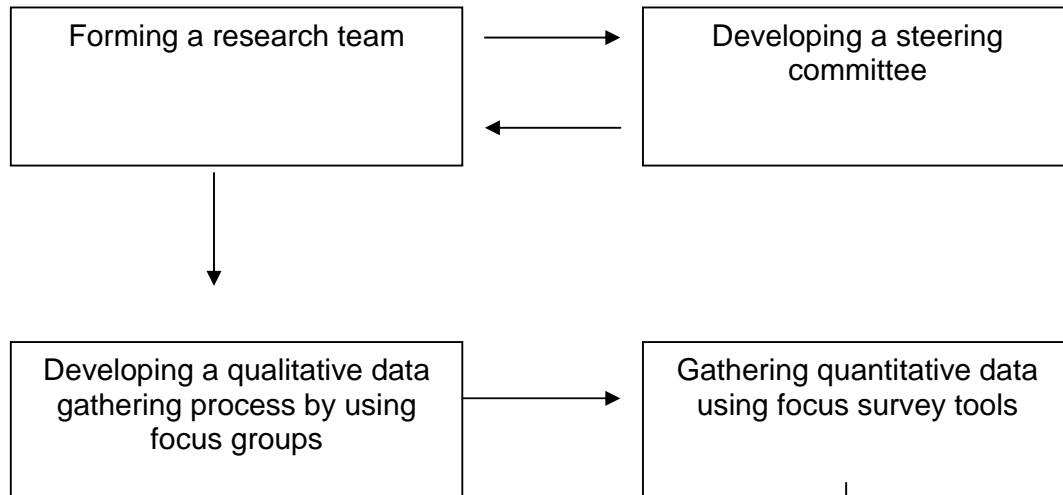 Forming a research team
Developing a steering
committee
Developing a qualitative data
gathering process by using
focus groups
Gathering quantitative data
using focus survey tools